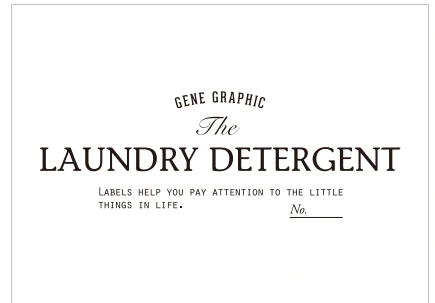 GENE GRAPHIC
The
LAUNDRY DETERGENT
LABELS HELP YOU PAY ATTENTION TO THE LITTLE
THINGS IN LIFE.
No.